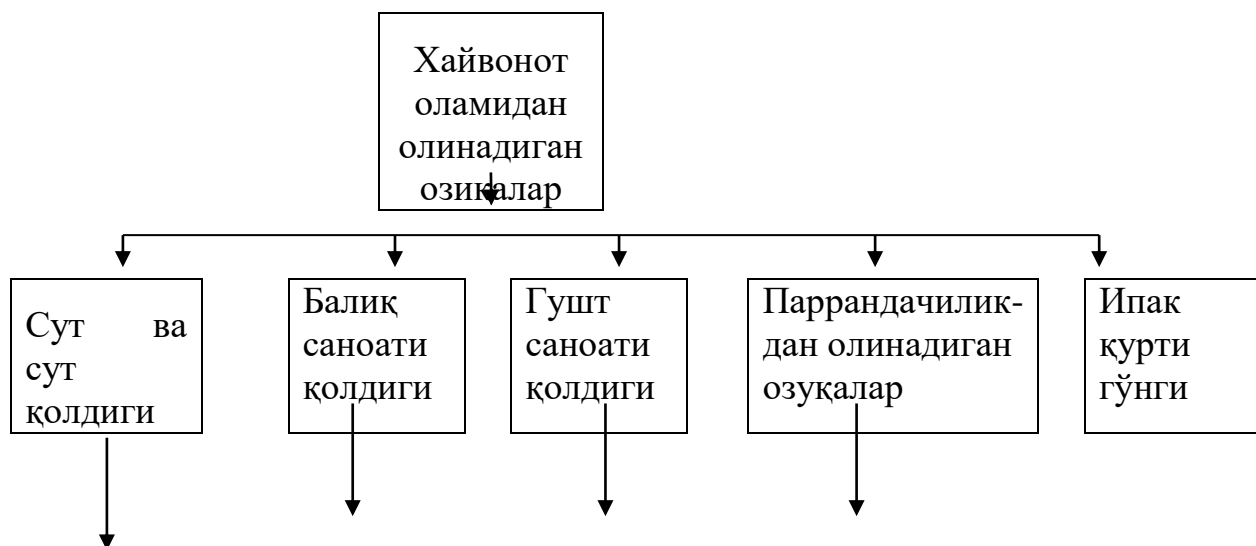 Хайвонот
оламидан
олинадиган
озиқалар
Сут ва
сут
қолдиги
Балиқ
саноати
қолдиги
Гушт
саноати
қолдиги
Паррандачилик-
дан олинадиган
озуқалар
Ипак
қурти
гўнги